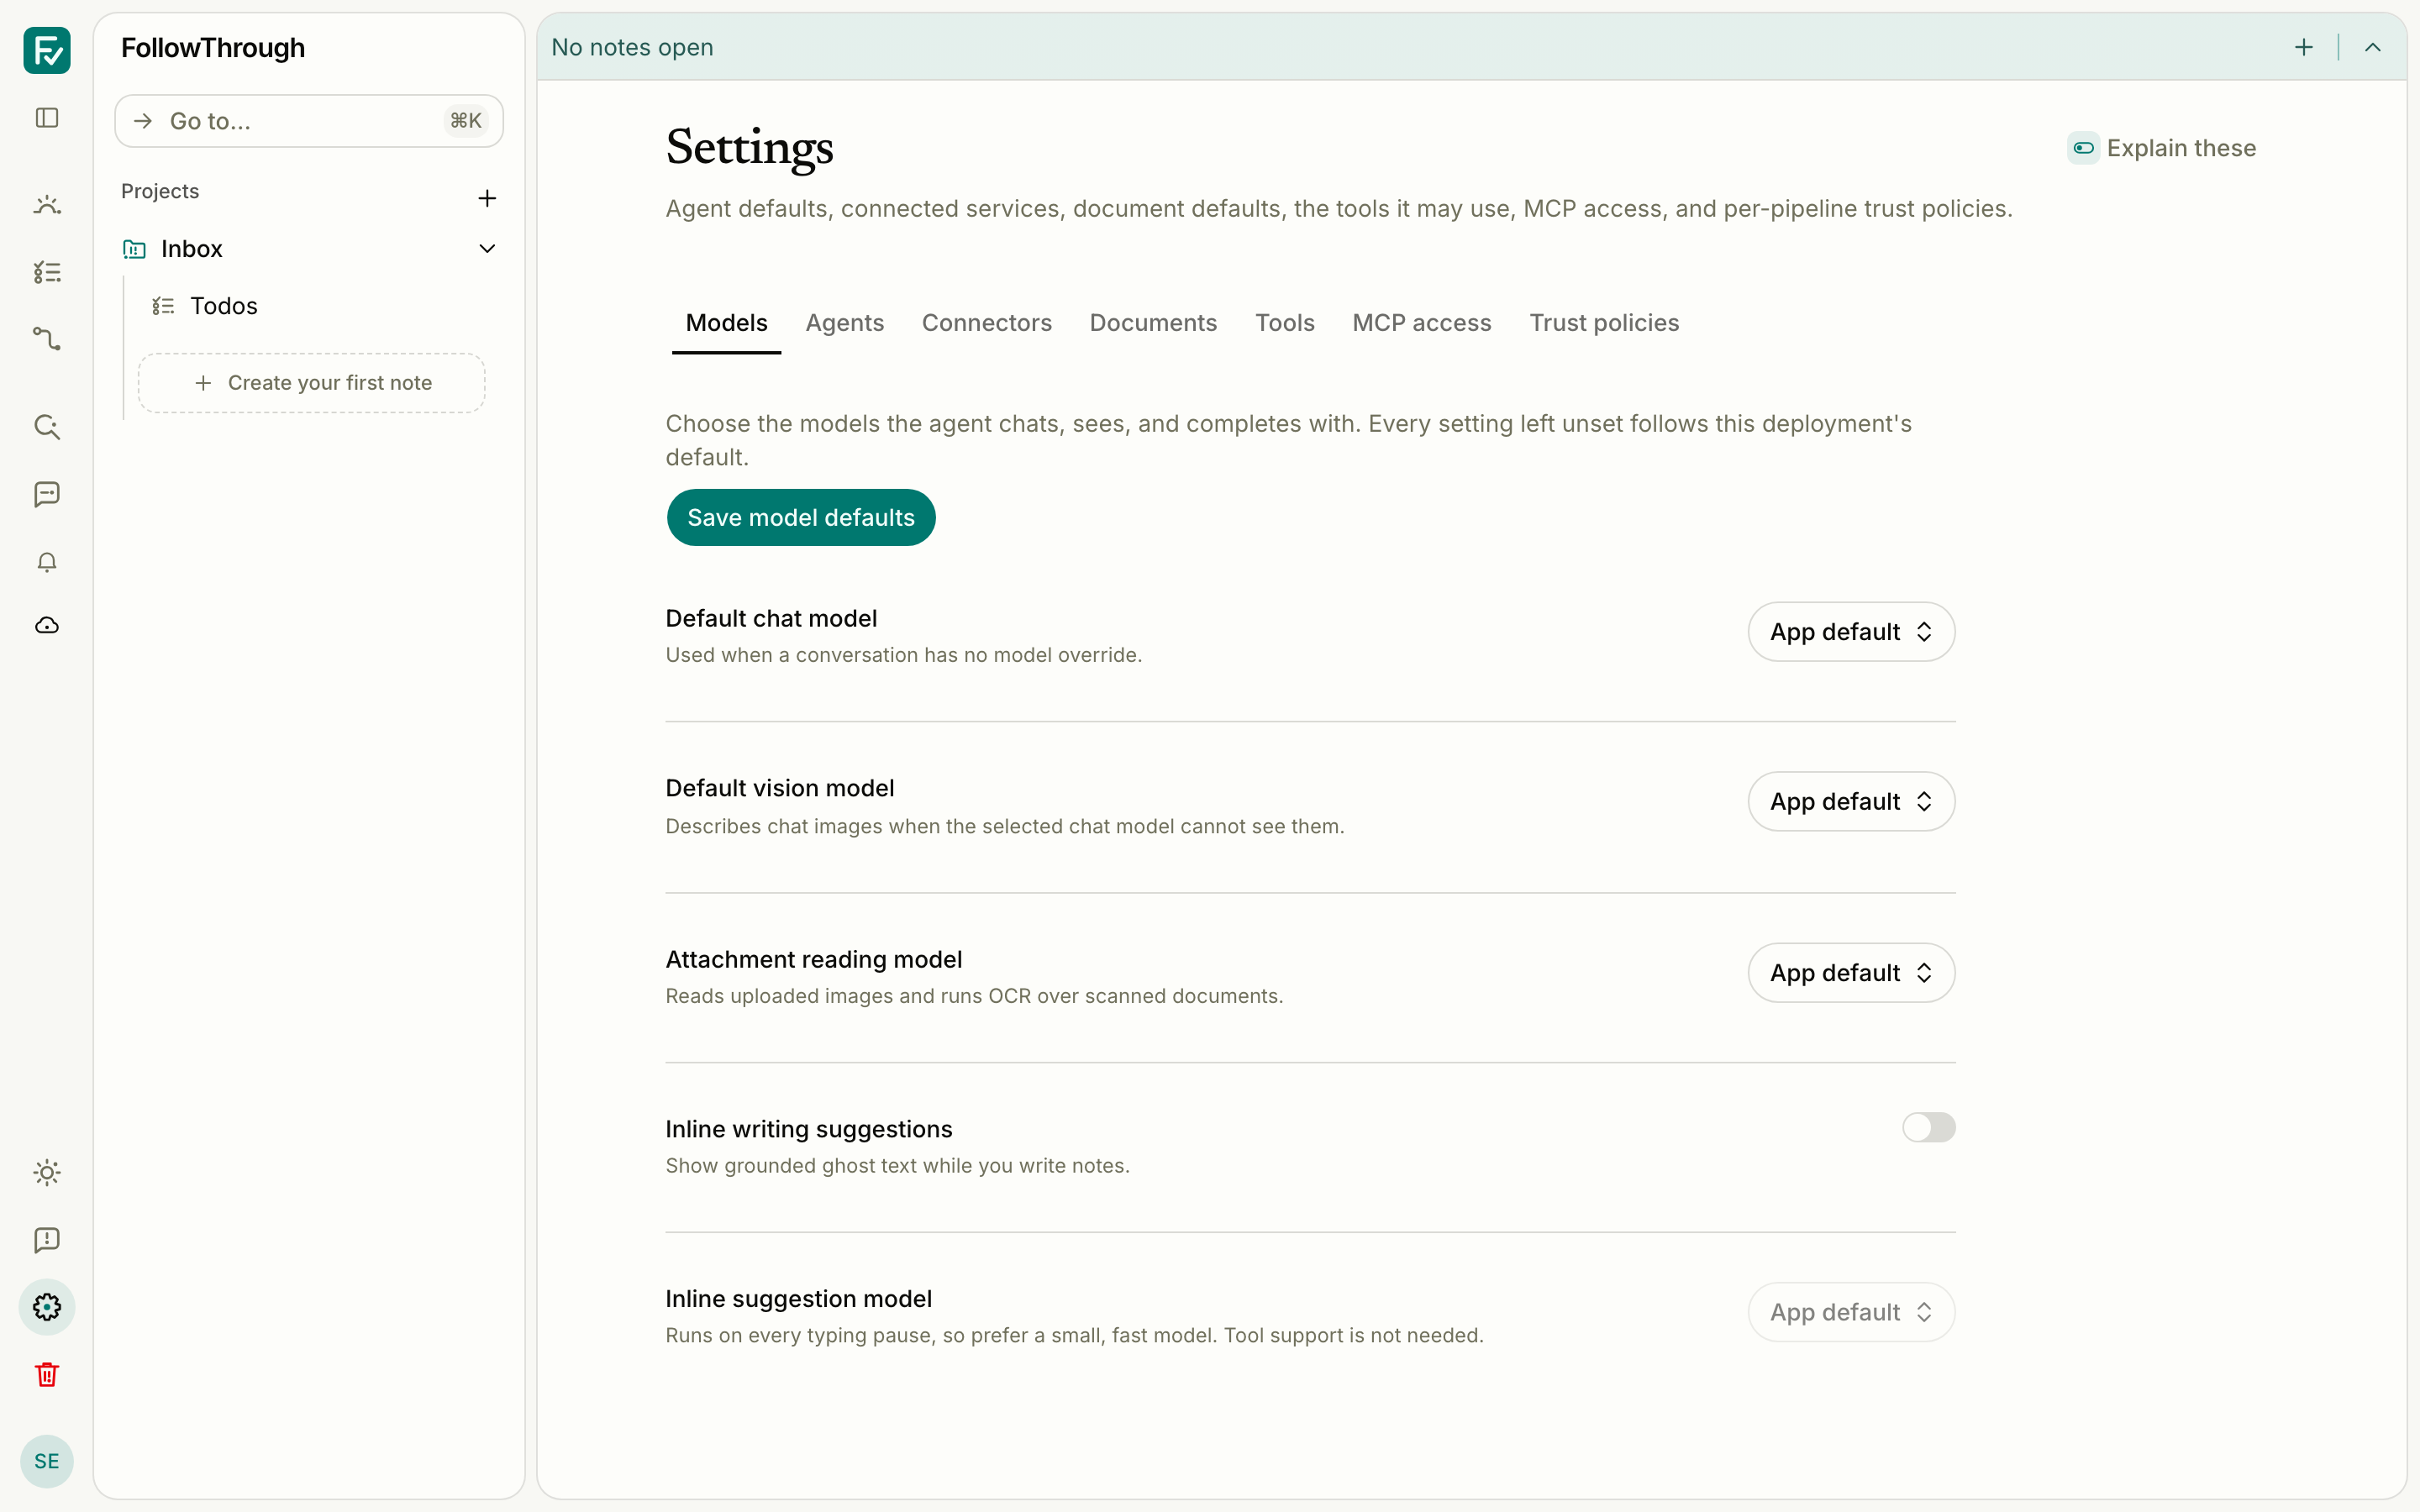 FollowThrough
Go to...
⌘K
Projects
Inbox
Todos
Create your first note
SE
No notes open
Settings
Explain these
Agent defaults, connected services, document defaults, the tools it may use, MCP access, and per-pipeline trust policies.
Models
Agents
Connectors
Documents
Tools
MCP access
Trust policies
Choose the models the agent chats, sees, and completes with. Every setting left unset follows this deployment's
default.
Save model defaults
Default chat model
App default
Used when a conversation has no model override.
Default vision model
App default
Describes chat images when the selected chat model cannot see them.
Attachment reading model
App default
Reads uploaded images and runs OCR over scanned documents.
Inline writing suggestions
Show grounded ghost text while you write notes.
Inline suggestion model
App default
Runs on every typing pause, so prefer a small, fast model. Tool support is not needed.